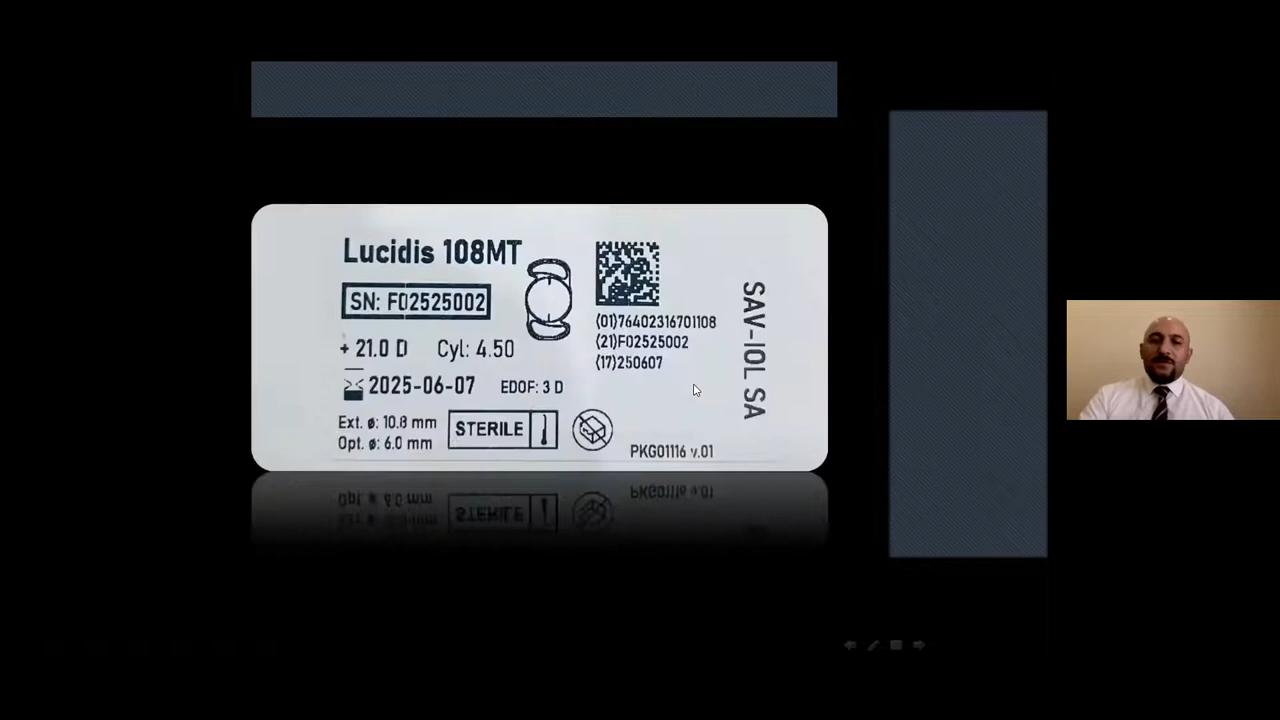 Lucidis 108MT
SN: F02525002
+ 21.0 D Cyl: 4.50
2025-06-07 EDOF: 3 D
Ext. ø: 10.8 mm
Opt. ø: 6.0 mm
STERILE
(01)76402316701108
(21)F02525002
(17)250607
PKG01116 v.01
SAV-IOL SA